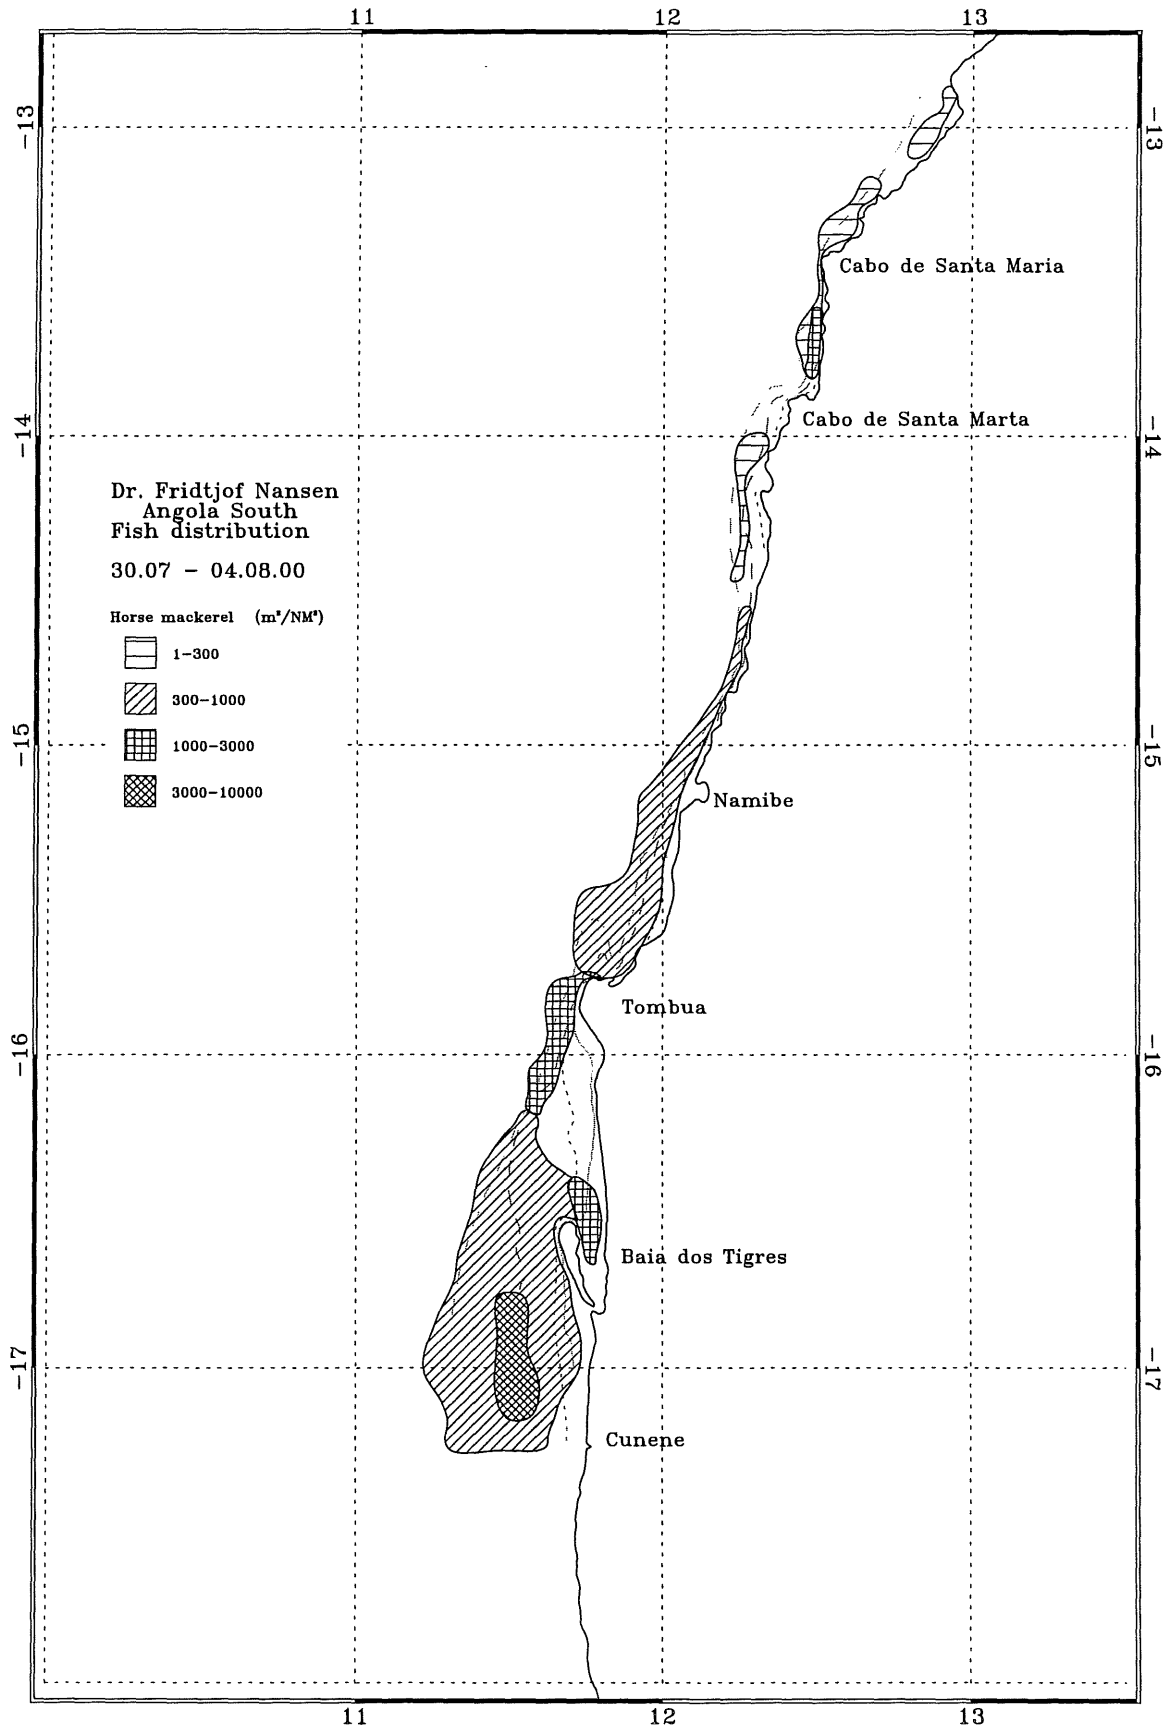 11 12 13
-13 -13
Cabo de Santa Maria
Cabo de Santa Marta
-14 -14
Dr. Fridtjof Nansen
Angola South
Fish distribution
30.07 - 04.08.00
Horse mackerel (m²/NM²)
1-300
300-1000
1000-3000
3000-10000
-15 -15
Namibe
Tombua
-16 -16
Baia dos Tigres
-17 -17
Cunene
11 12 13